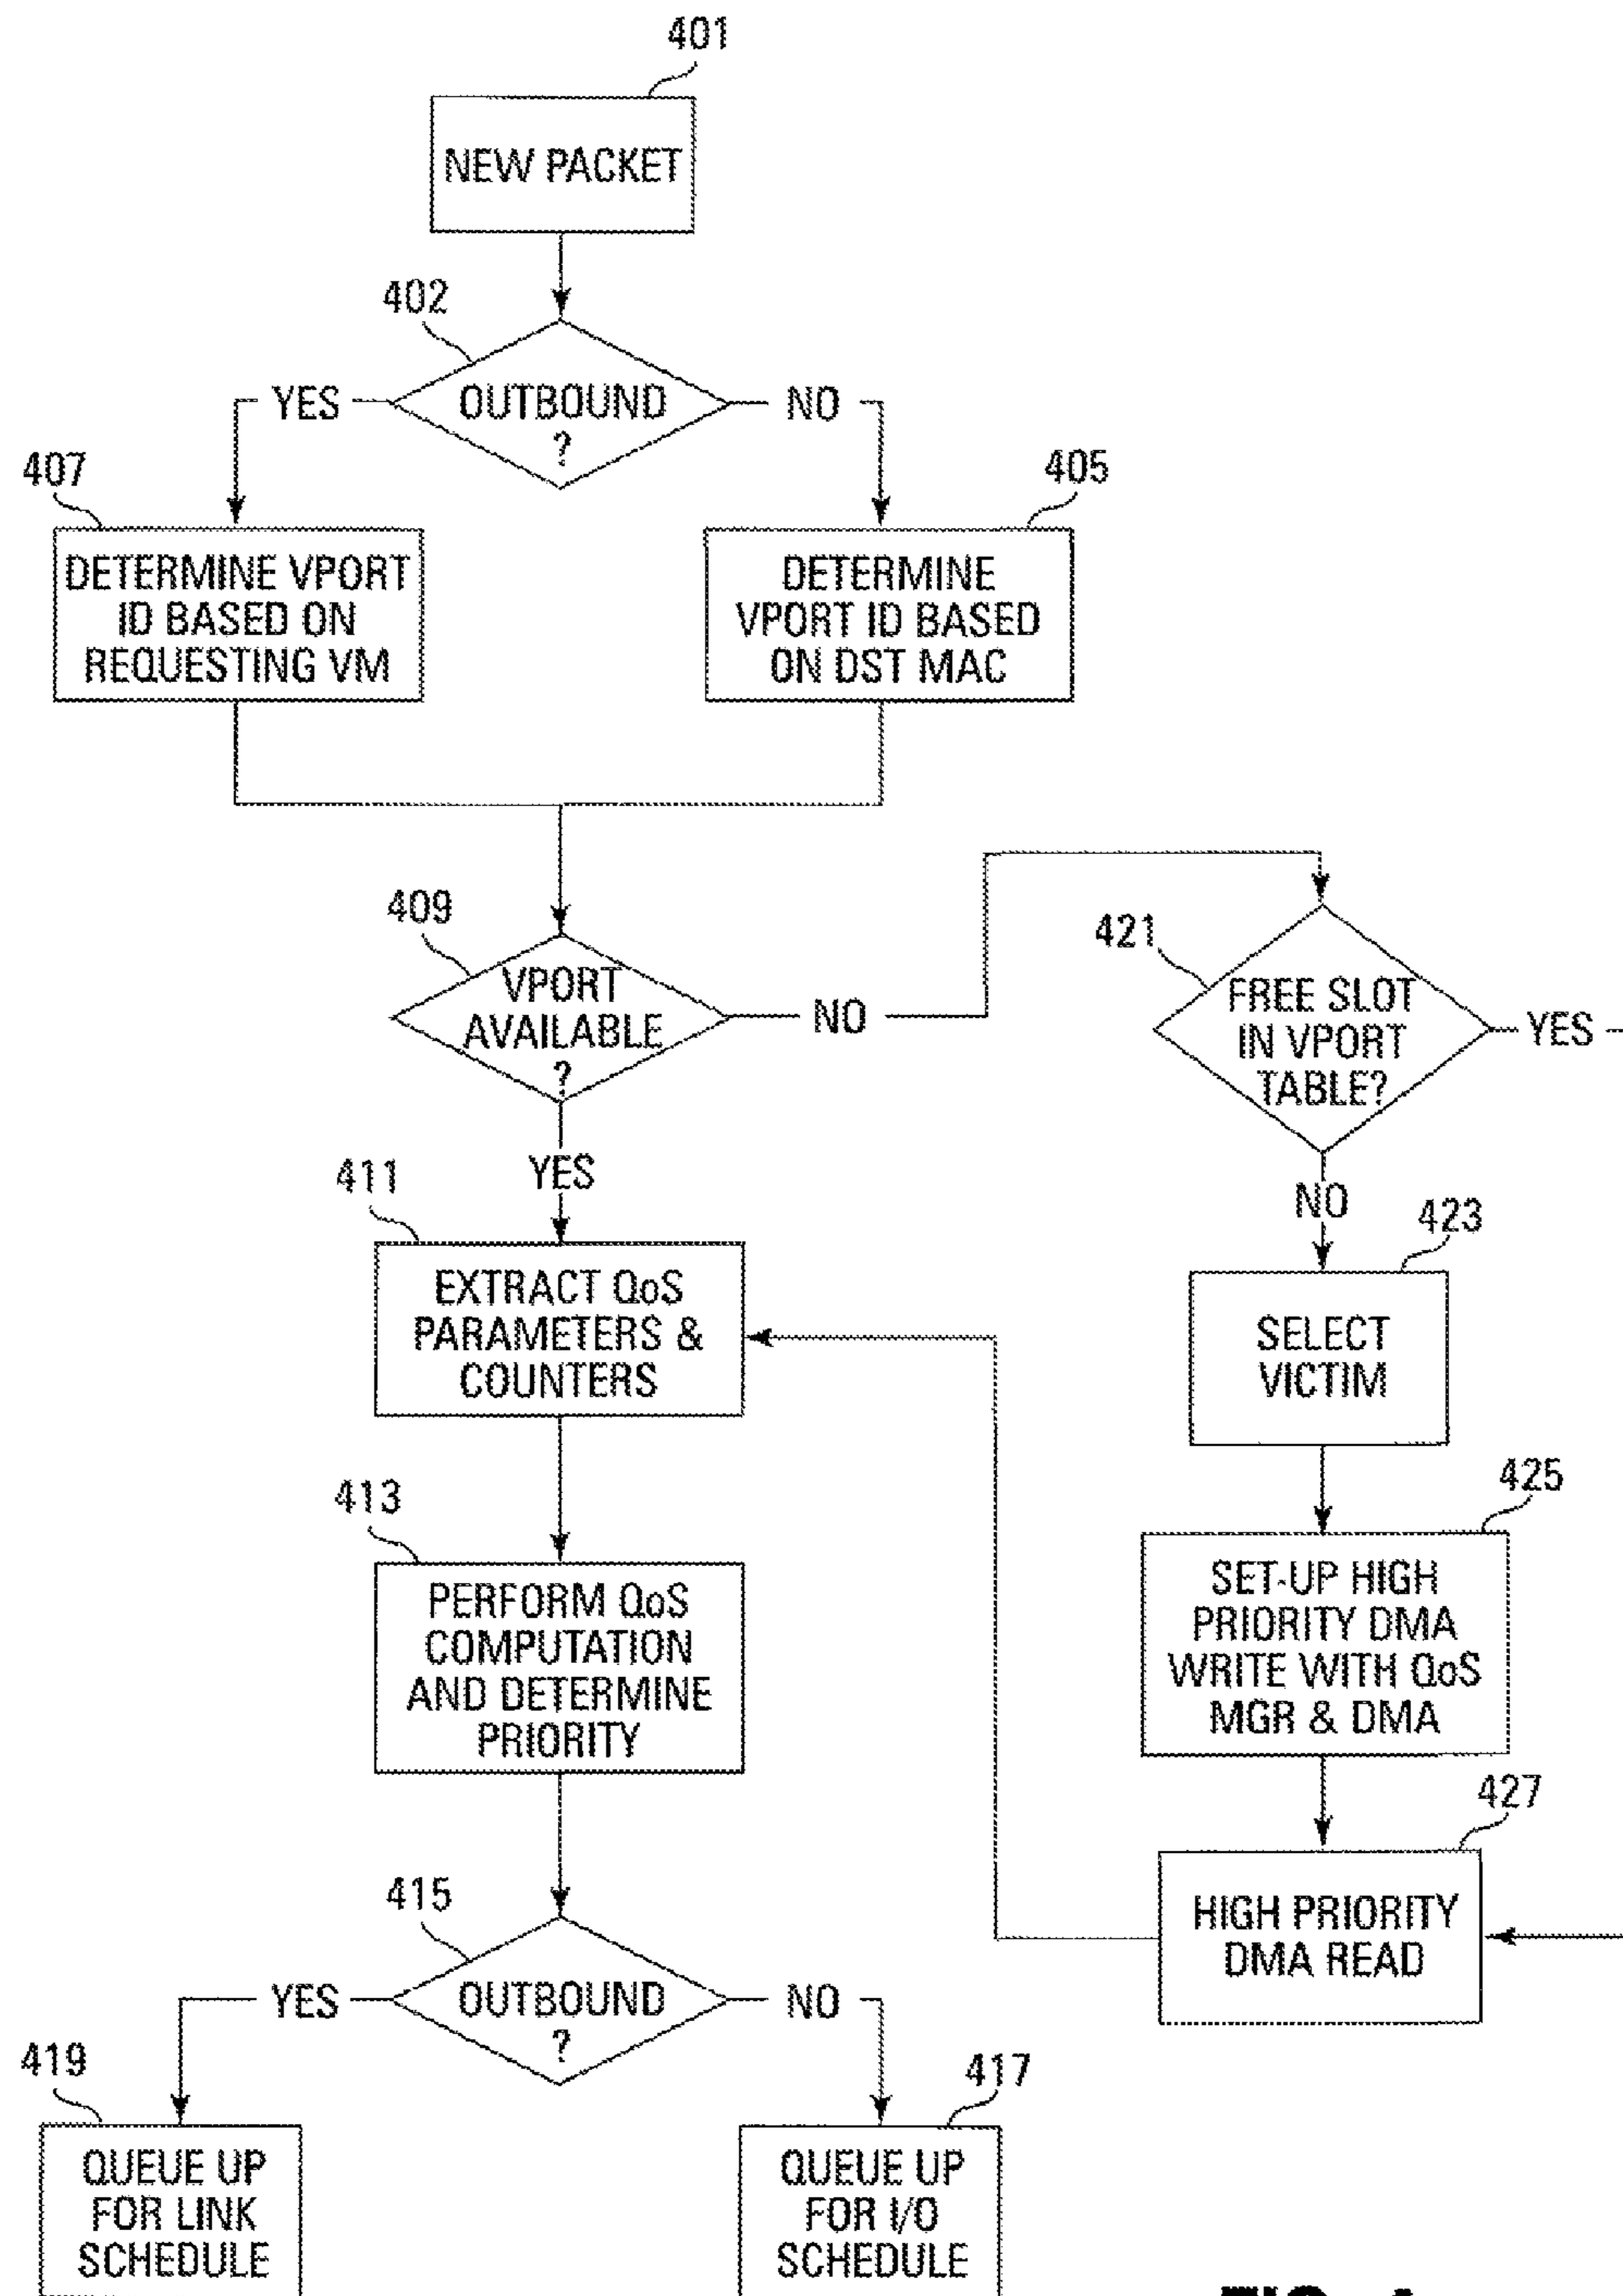 401
NEW PACKET
402
OUTBOUND
?
YES
NO
407
DETERMINE VPORT
ID BASED ON
REQUESTING VM
405
DETERMINE
VPORT ID BASED
ON DST MAC
409
VPORT
AVAILABLE
?
NO
YES
421
FREE SLOT
IN VPORT
TABLE?
YES
NO
411
EXTRACT QoS
PARAMETERS &
COUNTERS
423
SELECT
VICTIM
413
PERFORM QoS
COMPUTATION
AND DETERMINE
PRIORITY
425
SET-UP HIGH
PRIORITY DMA
WRITE WITH QoS
MGR & DMA
427
HIGH PRIORITY
DMA READ
415
OUTBOUND
?
YES
NO
419
QUEUE UP
FOR LINK
SCHEDULE
417
QUEUE UP
FOR I/O
SCHEDULE